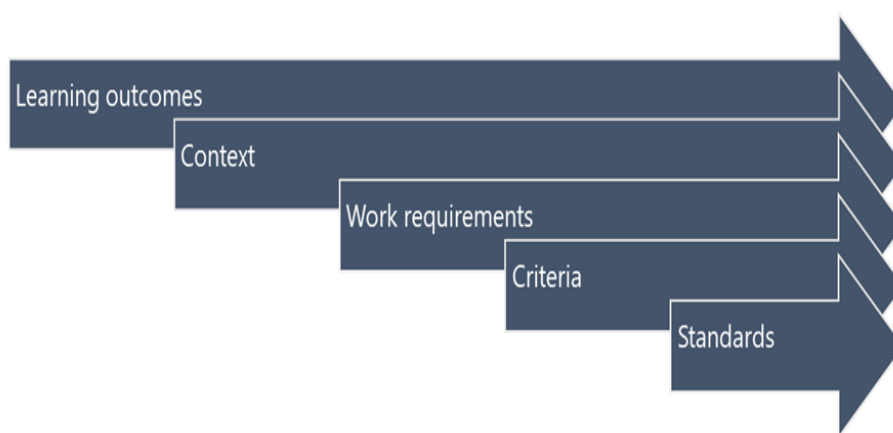 Learning outcomes
Context
Work requirements
Criteria
Standards